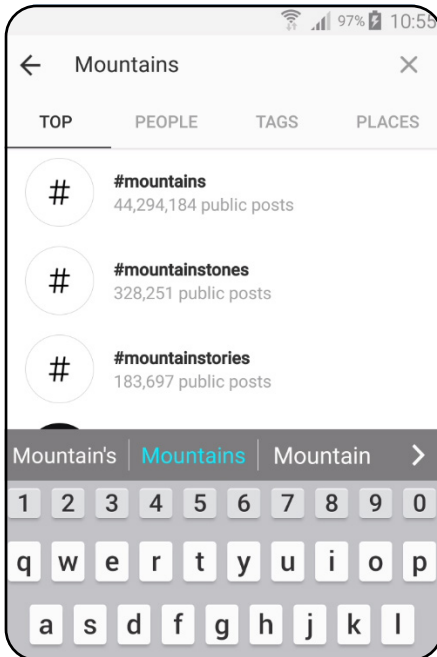 97% 10:55
Mountains
TOP PEOPLE TAGS PLACES
# #mountains
44,294,184 public posts
# #mountainstones
328,251 public posts
# #mountainstories
183,697 public posts
Mountain's Mountains Mountain
1 2 3 4 5 6 7 8 9 0
q w e r t y u i o p
a s d f g h j k l